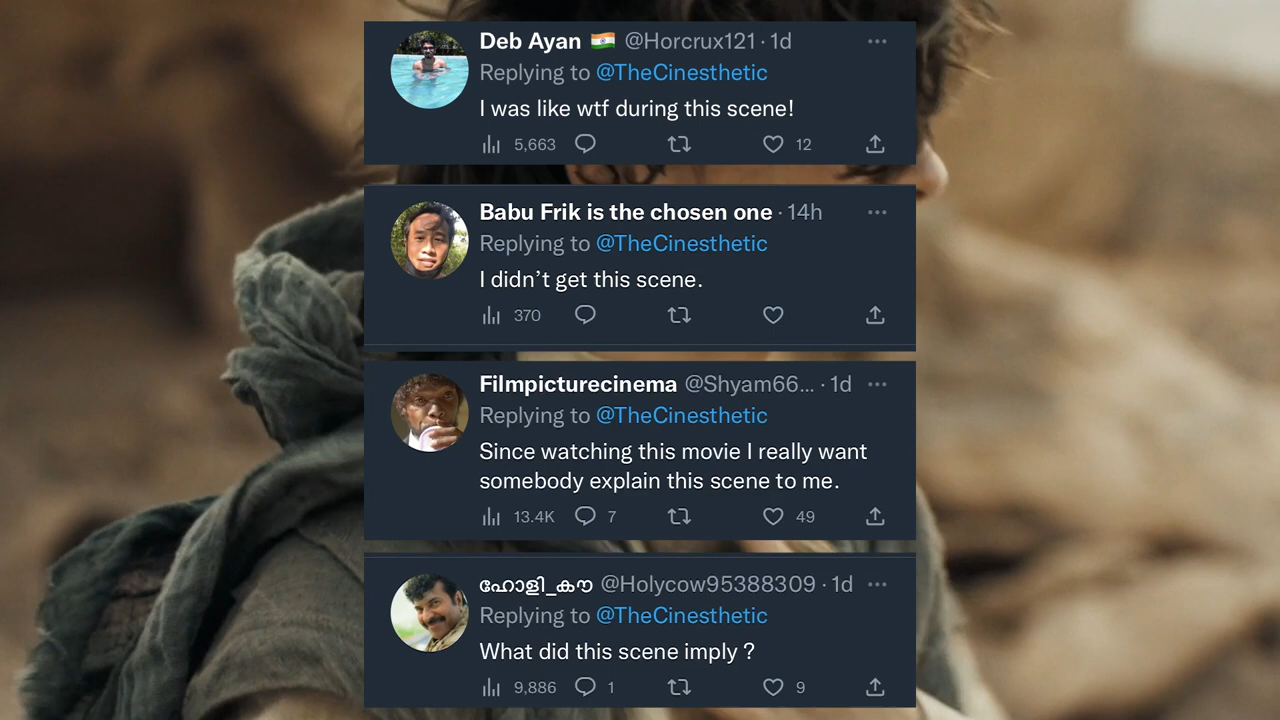 Deb Ayan 🇮🇳 @Horcrux121 · 1d
Replying to @TheCinesthetic
I was like wtf during this scene!
5,663 12
Babu Frik is the chosen one · 14h
Replying to @TheCinesthetic
I didn’t get this scene.
370
Filmpicturecinema @Shyam66... · 1d
Replying to @TheCinesthetic
Since watching this movie I really want
somebody explain this scene to me.
13.4K 7 49
ഹോളി_കൗ @Holycow95388309 · 1d
Replying to @TheCinesthetic
What did this scene imply ?
9,886 1 9